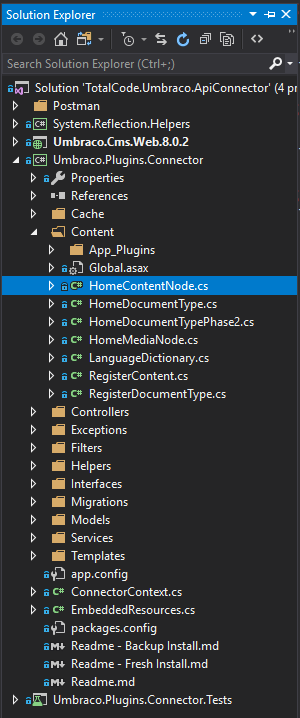 Solution Explorer
Search Solution Explorer (Ctrl+;)
Solution 'TotalCode.Umbraco.ApiConnector' (4 pr
Postman
System.Reflection.Helpers
Umbraco.Cms.Web.8.0.2
C# Umbraco.Plugins.Connector
Properties
References
Cache
Content
App_Plugins
Global.asax
C# HomeContentNode.cs
C# HomeDocumentType.cs
C# HomeDocumentTypePhase2.cs
C# HomeMediaNode.cs
C# LanguageDictionary.cs
C# RegisterContent.cs
C# RegisterDocumentType.cs
Controllers
Exceptions
Filters
Helpers
Interfaces
Migrations
Models
Services
Templates
app.config
C# ConnectorContext.cs
C# EmbeddedResources.cs
packages.config
Readme - Backup Install.md
Readme - Fresh Install.md
Readme.md
Umbraco.Plugins.Connector.Tests